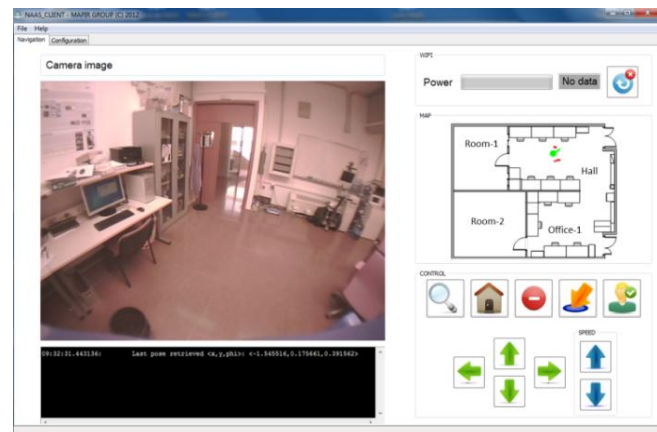 NAAS_CLIENT - MAPIR GROUP (C) 2012
File Help
Navigation Configuration
Camera image
09:32:31.443136: Last pose retrieved <x,y,phi>: <-1.545516,0.175661,0.391562>
WIFI
Power No data
MAP
Room-1
Hall
Room-2
Office-1
CONTROL
SPEED